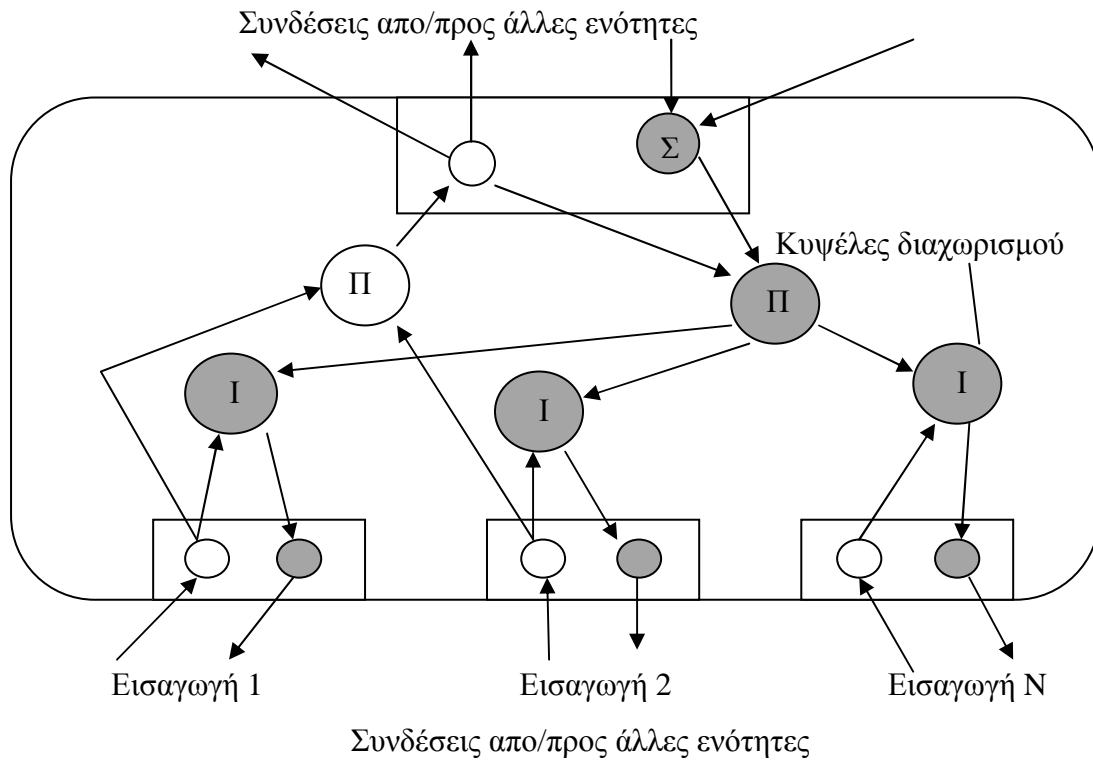 Συνδέσεις απο/προς άλλες ενότητες
Σ
Κυψέλες διαχωρισμού
Π
Π
Ι
Ι
Ι
Εισαγωγή 1
Εισαγωγή 2
Εισαγωγή Ν
Συνδέσεις απο/προς άλλες ενότητες